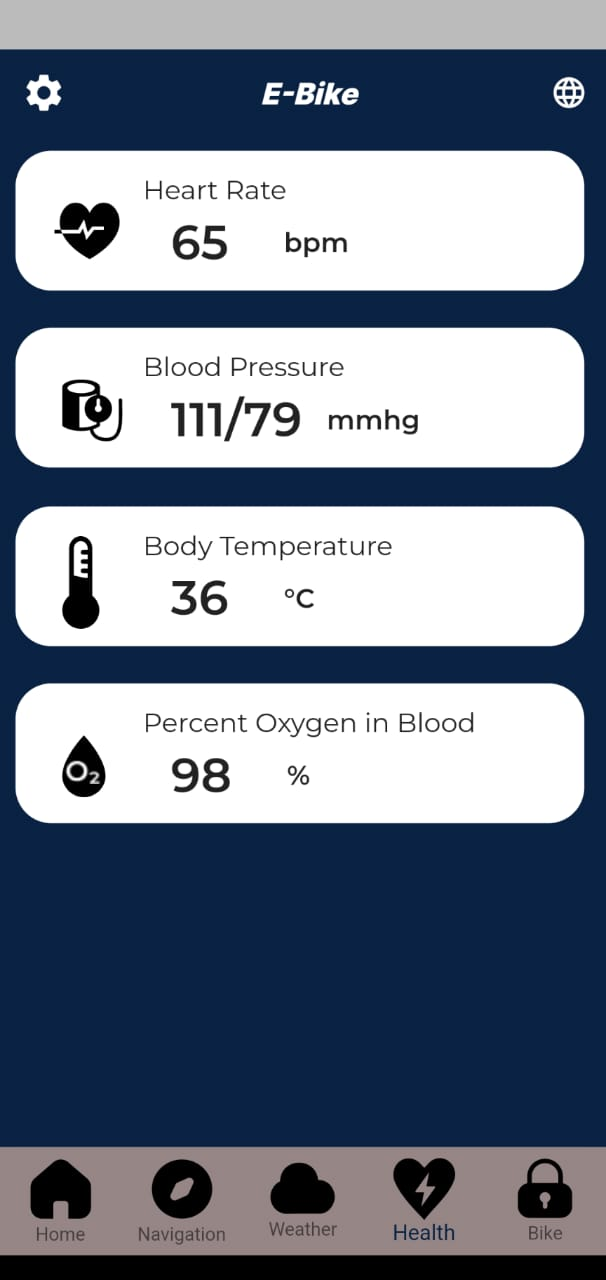 E-Bike
Heart Rate
65 bpm
Blood Pressure
111/79 mmhg
Body Temperature
36 °C
Percent Oxygen in Blood
O₂
98 %
Home Navigation Weather Health Bike